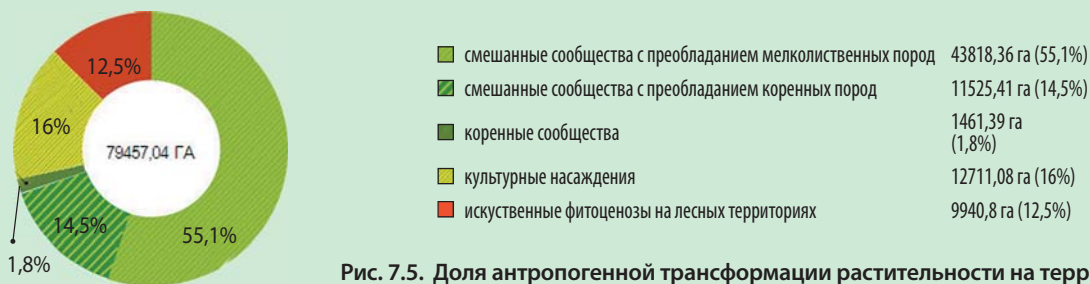 12,5%
16%
79457,04 ГА
14,5%
55,1%
1,8%
смешанные сообщества с преобладанием мелколиственных пород 43818,36 га (55,1%)
смешанные сообщества с преобладанием коренных пород 11525,41 га (14,5%)
коренные сообщества 1461,39 га
(1,8%)
культурные насаждения 12711,08 га (16%)
искуственные фитоценозы на лесных территориях 9940,8 га (12,5%)
Рис. 7.5. Доля антропогенной трансформации растительности на терр